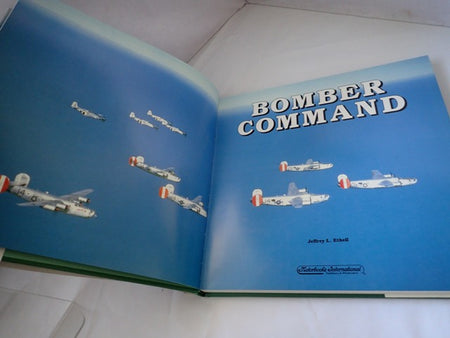 BOMBER
COMMAND
Jeffrey L. Ethell
Motorbooks International